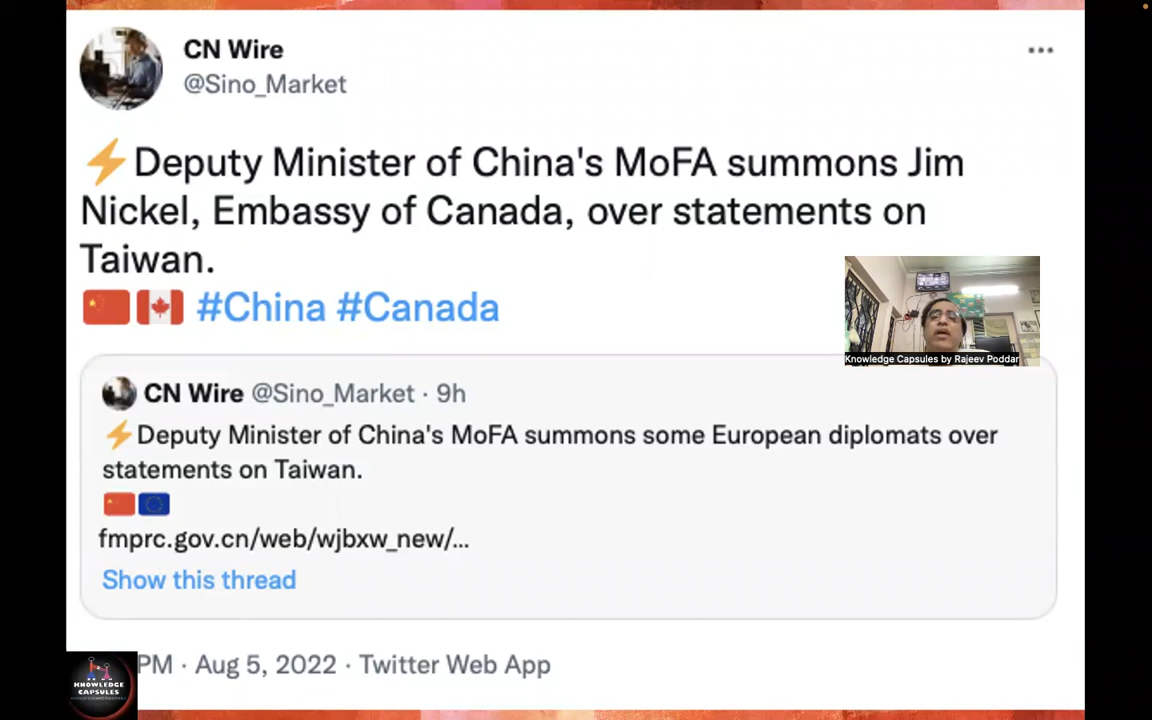 CN Wire
@Sino_Market
⚡Deputy Minister of China's MoFA summons Jim
Nickel, Embassy of Canada, over statements on
Taiwan.
🇨🇳🇨🇦 #China #Canada
Knowledge Capsules by Rajeev Poddar
CN Wire @Sino_Market · 9h
⚡Deputy Minister of China's MoFA summons some European diplomats over
statements on Taiwan.
🇨🇳🇪🇺
fmprc.gov.cn/web/wjbxw_new/...
Show this thread
PM · Aug 5, 2022 · Twitter Web App
KNOWLEDGE
CAPSULES